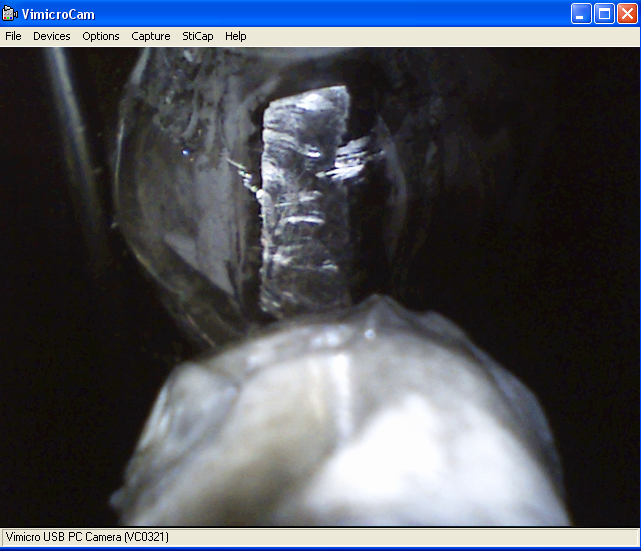 VimicroCam
File Devices Options Capture StiCap Help
Vimicro USB PC Camera (VC0321)